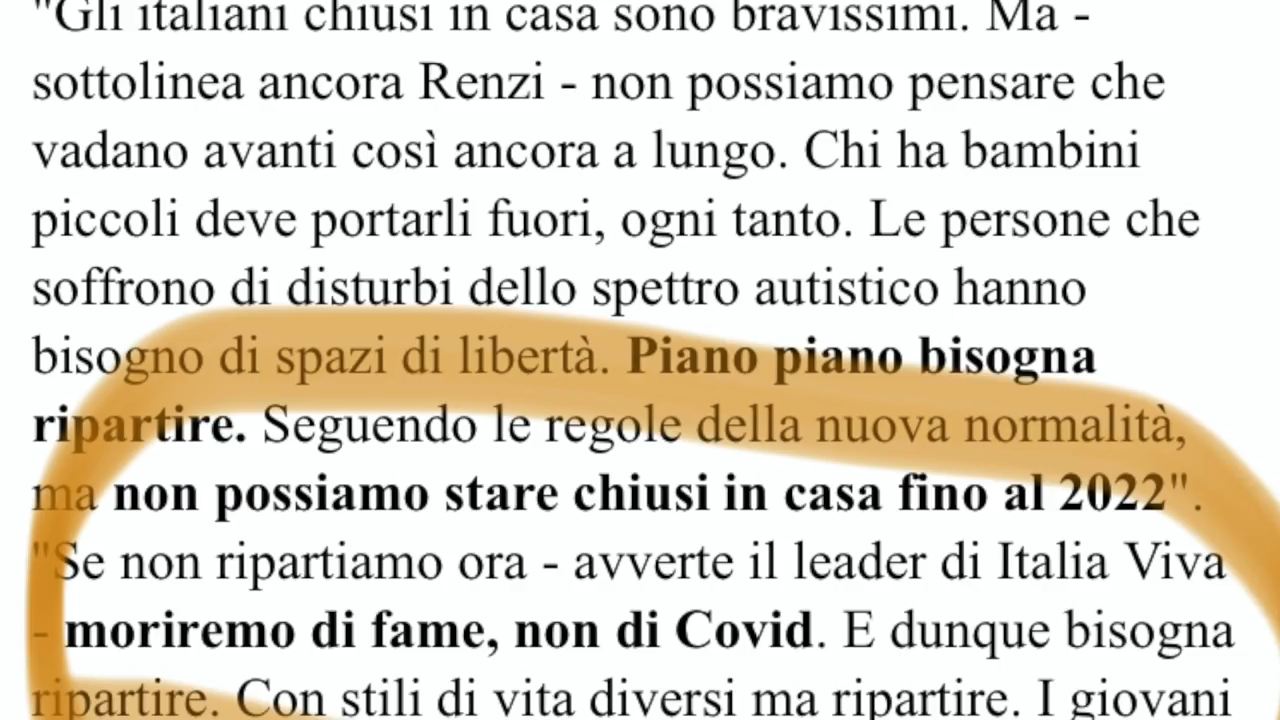 "Gli italiani chiusi in casa sono bravissimi. Ma -
sottolinea ancora Renzi - non possiamo pensare che
vadano avanti così ancora a lungo. Chi ha bambini
piccoli deve portarli fuori, ogni tanto. Le persone che
soffrono di disturbi dello spettro autistico hanno
bisogno di spazi di libertà. Piano piano bisogna
ripartire. Seguendo le regole della nuova normalità,
ma non possiamo stare chiusi in casa fino al 2022".
"Se non ripartiamo ora - avverte il leader di Italia Viva
- moriremo di fame, non di Covid. E dunque bisogna
ripartire. Con stili di vita diversi ma ripartire. I giovani